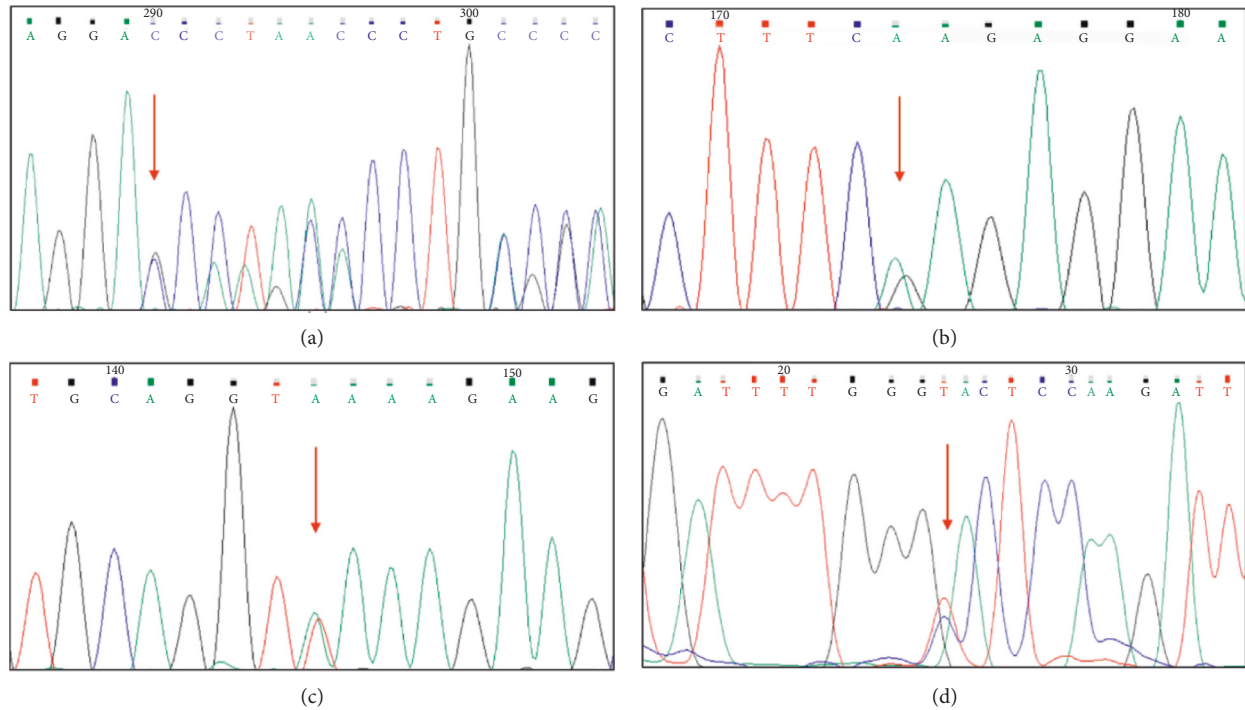 290 300
A G G A C C C T A A C C C T G C C C C
(a)
170 180
C T T T C A A G A G G A A
(b)
140 150
T G C A G G T A A A A G A A G
(c)
20 30
G A T T T T G G G T A C T C C A A G A T T
(d)